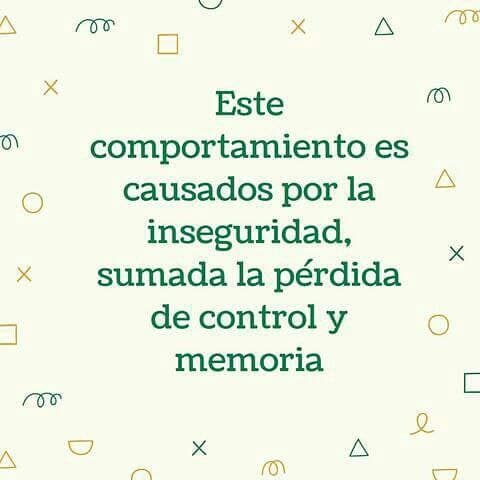 Este
comportamiento es
causados por la
inseguridad,
sumada la pérdida
de control y
memoria